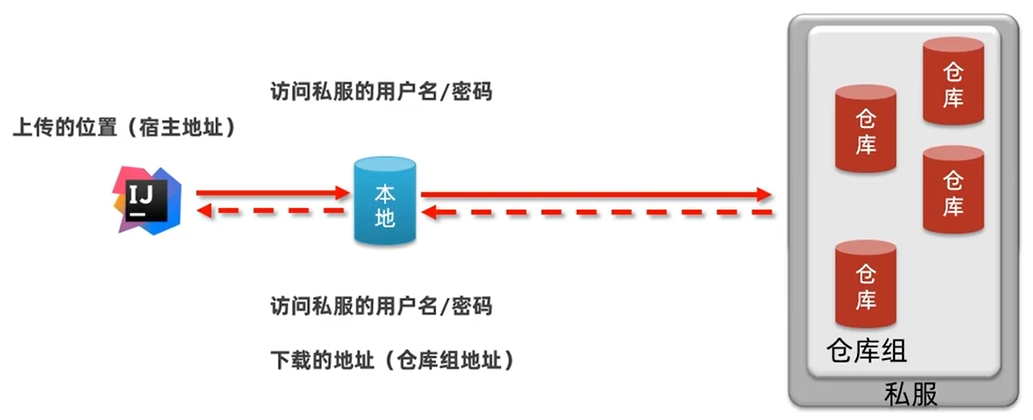 访问私服的用户名/密码
上传的位置（宿主地址）
IJ
本地
仓库
仓库
仓库
仓库
访问私服的用户名/密码
下载的地址（仓库组地址）
仓库组
私服